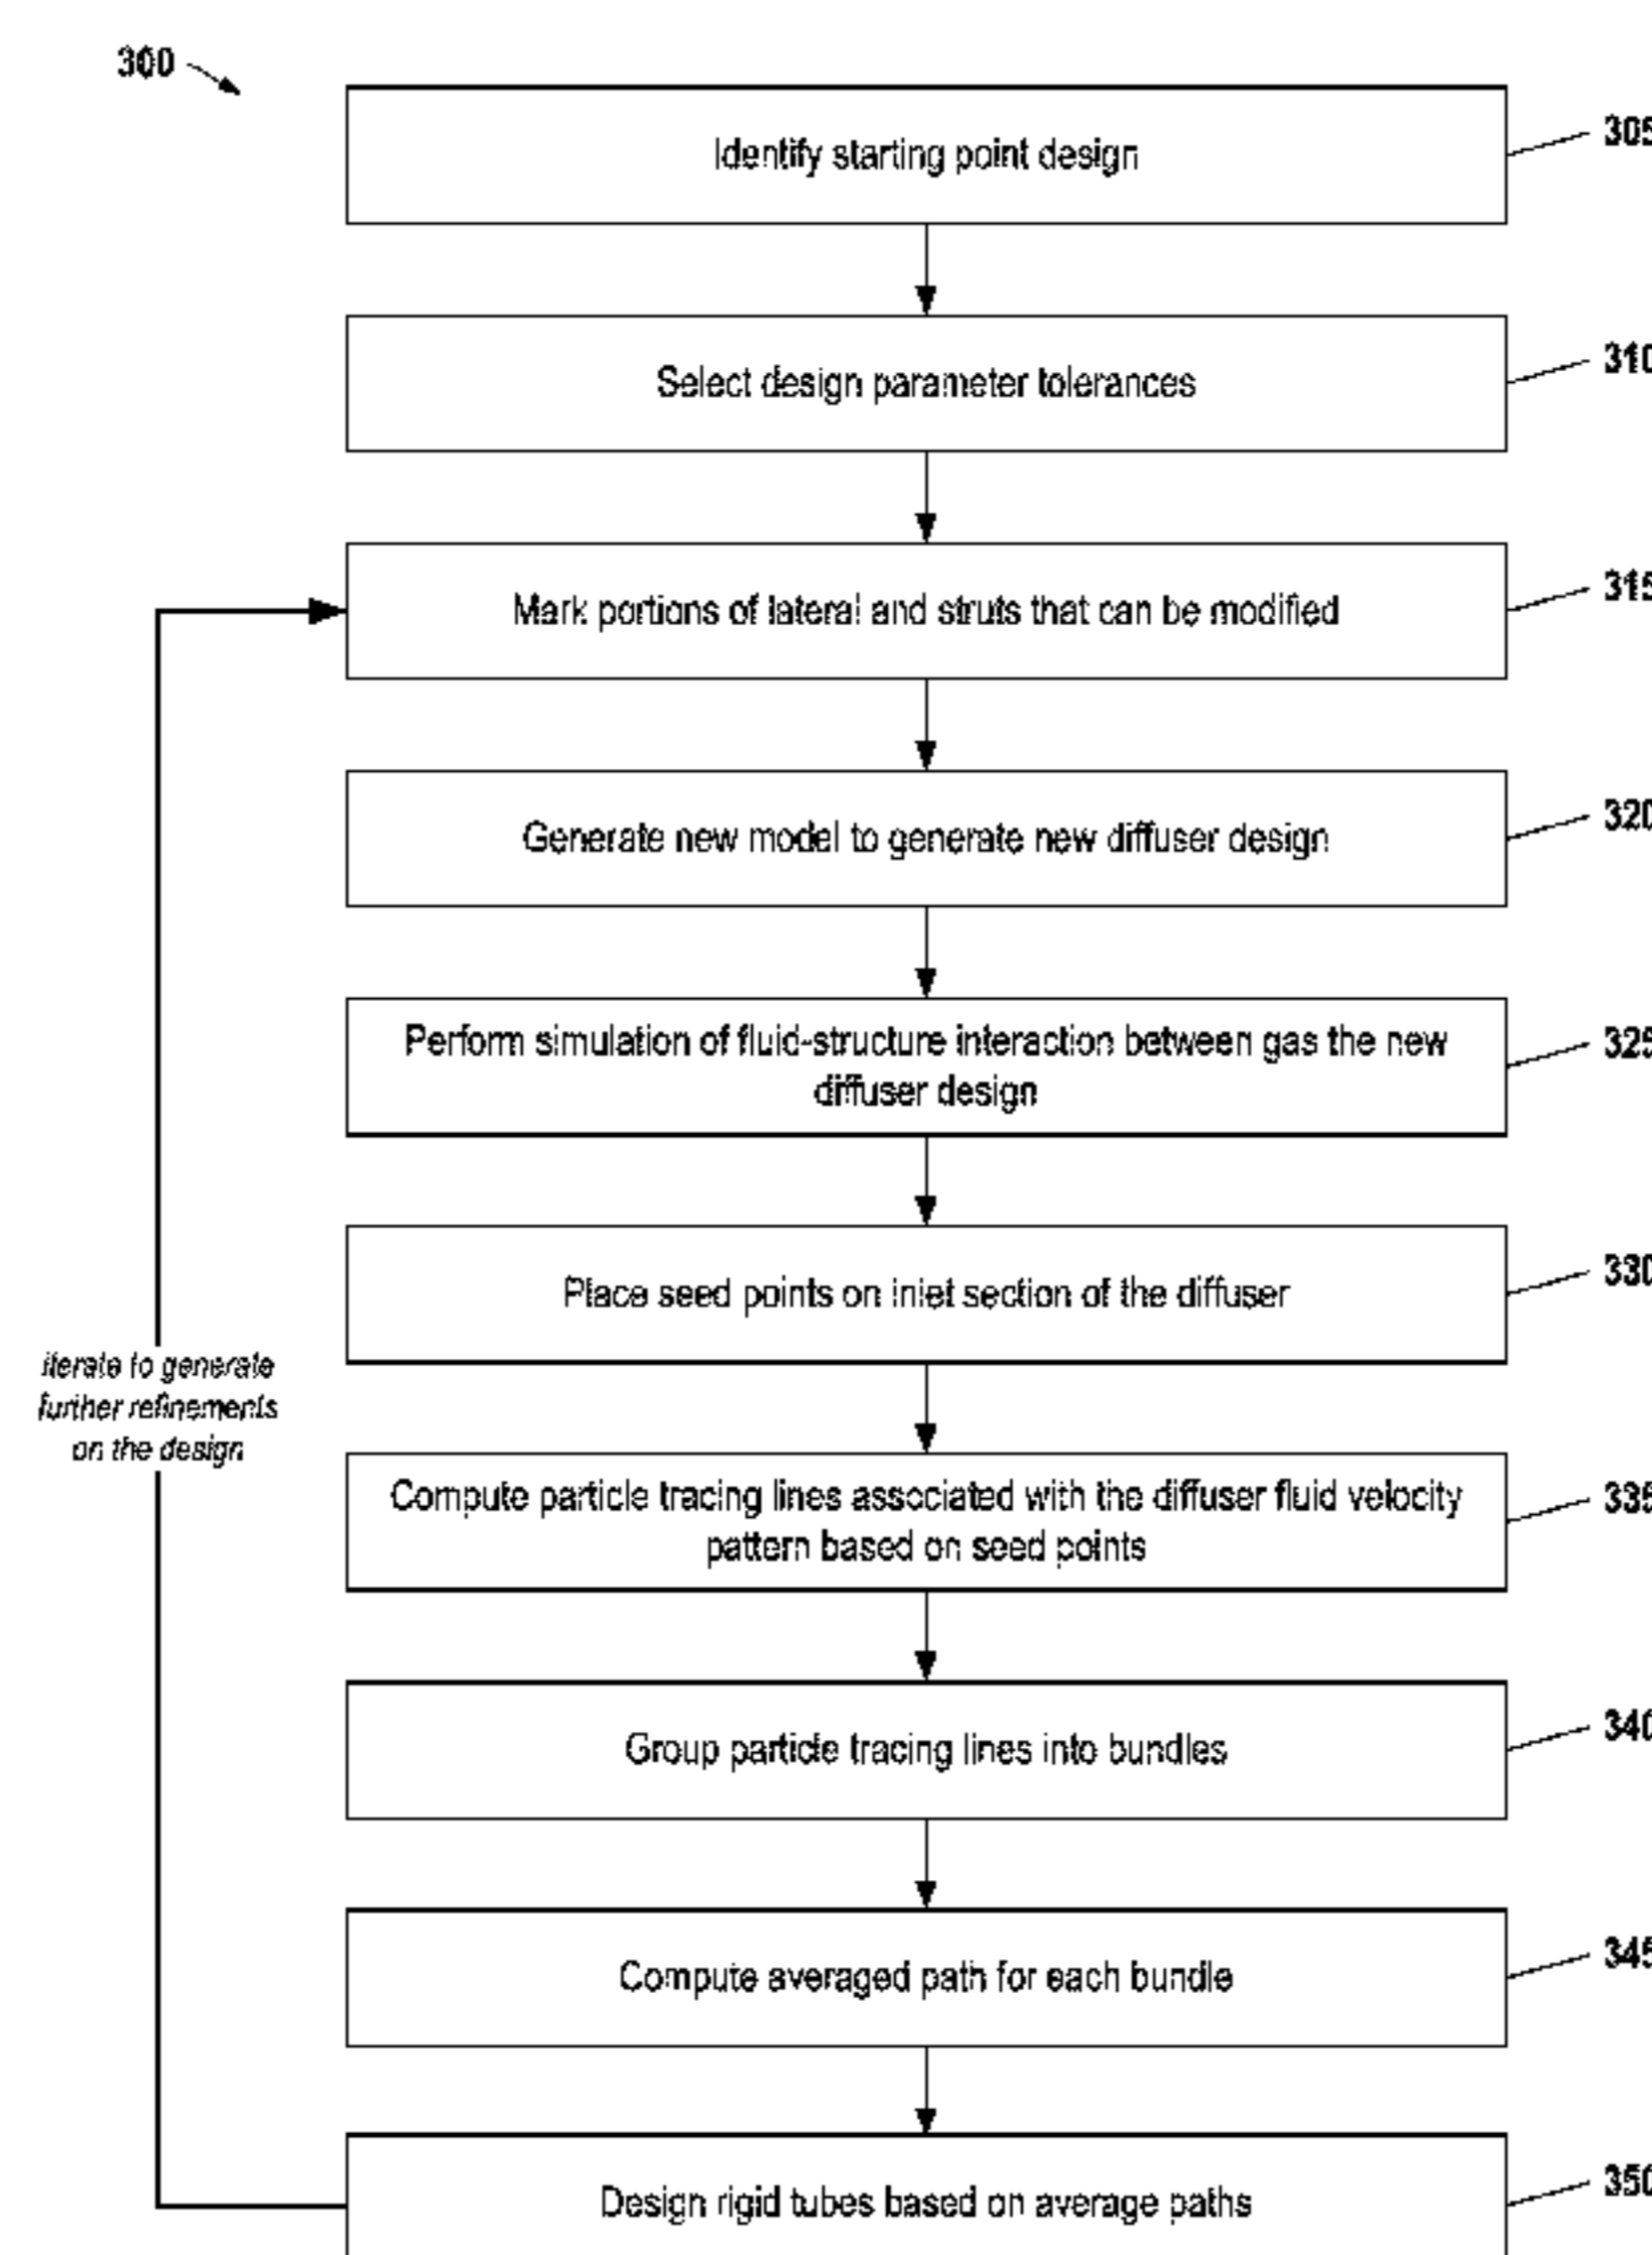 300
Identify starting point design
305
Select design parameter tolerances
310
Mark portions of lateral and struts that can be modified
315
Generate new model to generate new diffuser design
320
Perform simulation of fluid-structure interaction between gas the new
diffuser design
325
Place seed points on inlet section of the diffuser
330
iterate to generate
further refinements
on the design
Compute particle tracing lines associated with the diffuser fluid velocity
pattern based on seed points
335
Group particle tracing lines into bundles
340
Compute averaged path for each bundle
345
Design rigid tubes based on average paths
350